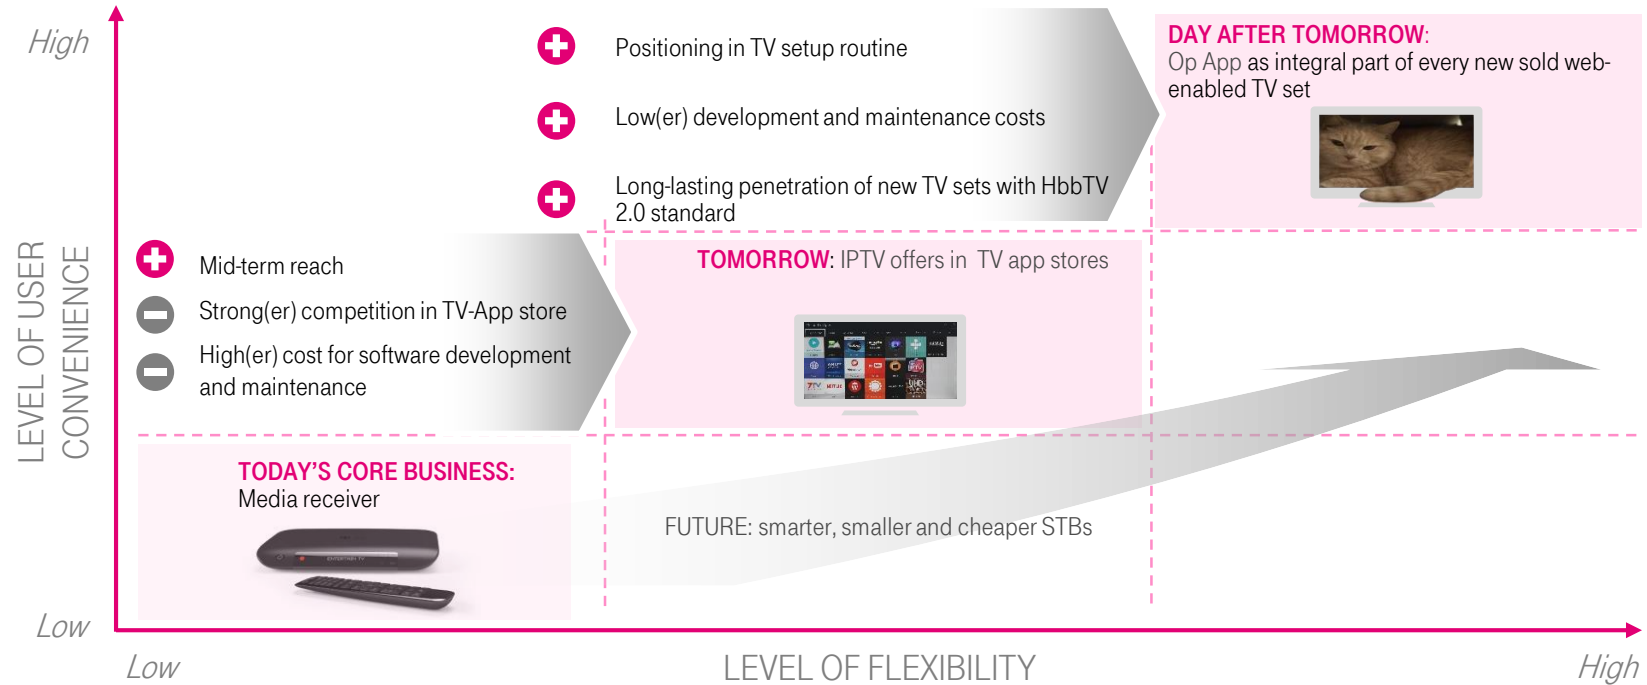 High
Positioning in TV setup routine
Low(er) development and maintenance costs
Long-lasting penetration of new TV sets with HbbTV
2.0 standard
DAY AFTER TOMORROW:
Op App as integral part of every new sold web-
enabled TV set
LEVEL OF USER
CONVENIENCE
Mid-term reach
Strong(er) competition in TV-App store
High(er) cost for software development
and maintenance
TOMORROW: IPTV offers in TV app stores
TODAY'S CORE BUSINESS:
Media receiver
FUTURE: smarter, smaller and cheaper STBs
Low
Low
LEVEL OF FLEXIBILITY
High